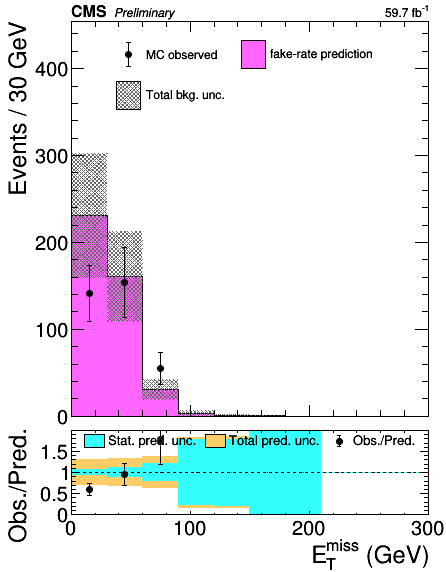 CMS Preliminary 59.7 fb⁻¹
Events / 30 GeV
400
300
200
100
0
MC observed
fake-rate prediction
Total bkg. unc.
Obs./Pred.
1.5
1
0.5
0
Stat. pred. unc.
Total pred. unc.
Obs./Pred.
0 100 200 300
E_T^miss (GeV)